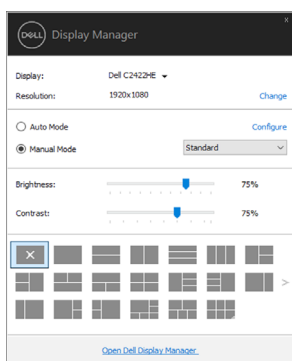 DELL Display Manager
Display: Dell C2422HE
Resolution: 1920x1080 Change
Auto Mode Configure
Manual Mode Standard
Brightness: 75%
Contrast: 75%
Open Dell Display Manager